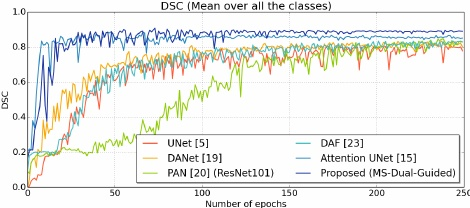 DSC (Mean over all the classes)
1.0
0.8
0.6
0.4
0.2
0.0
DSC
UNet [5]
DANet [19]
PAN [20] (ResNet101)
DAF [23]
Attention UNet [15]
Proposed (MS-Dual-Guided)
0 50 100 150 200 250
Number of epochs